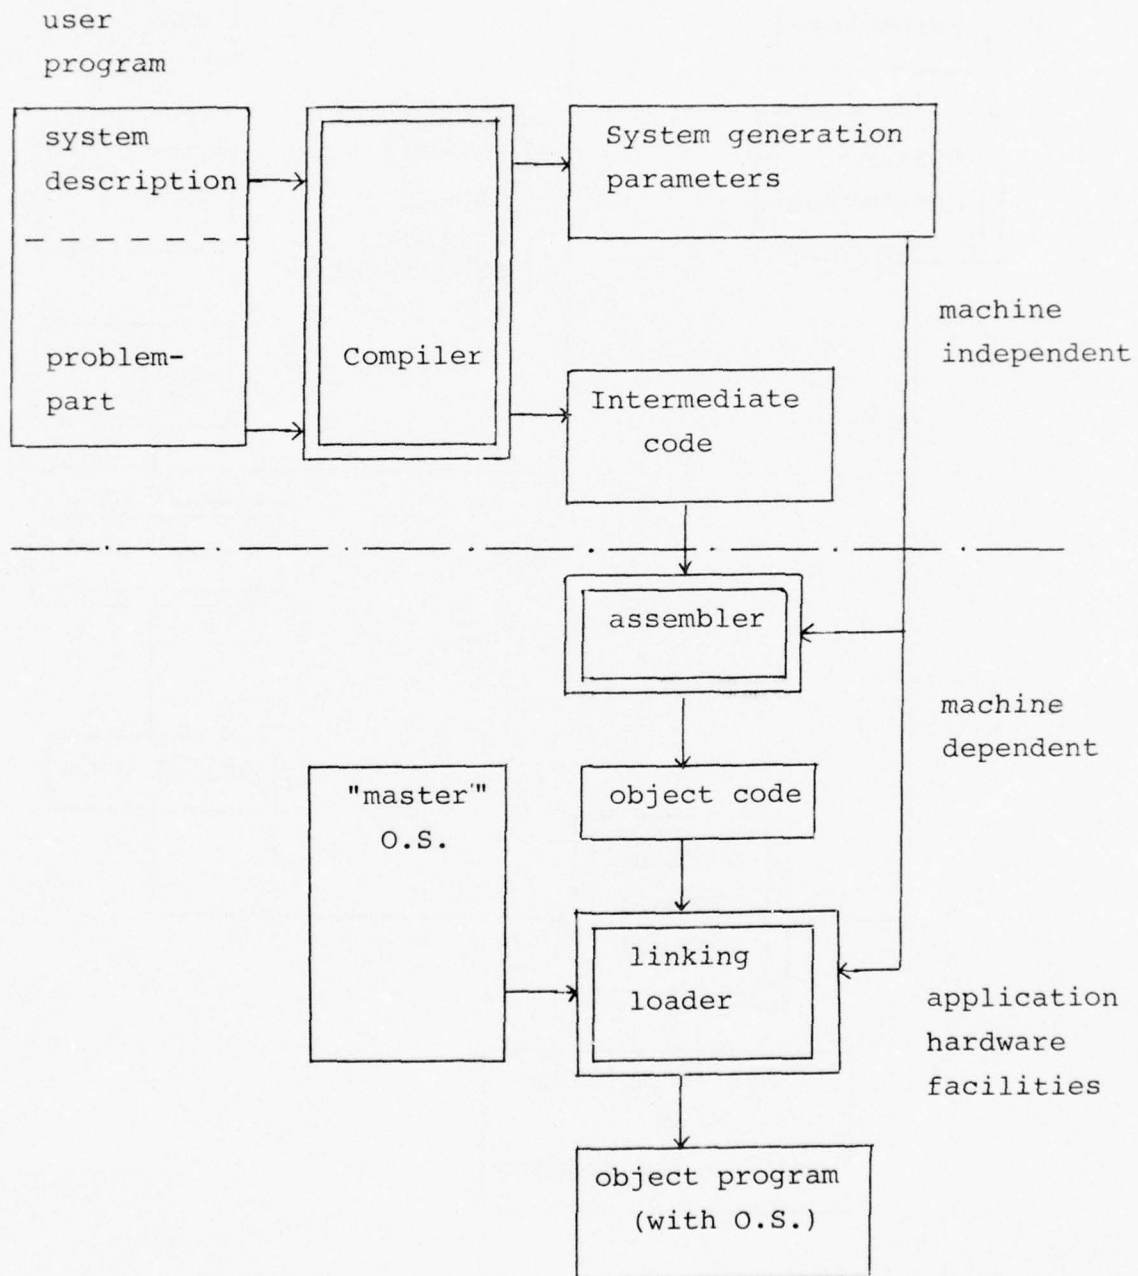 user
program
system
description
problem-
part
Compiler
System generation
parameters
machine
independent
Intermediate
code
assembler
machine
dependent
"master"
O.S.
object code
linking
loader
application
hardware
facilities
object program
(with O.S.)